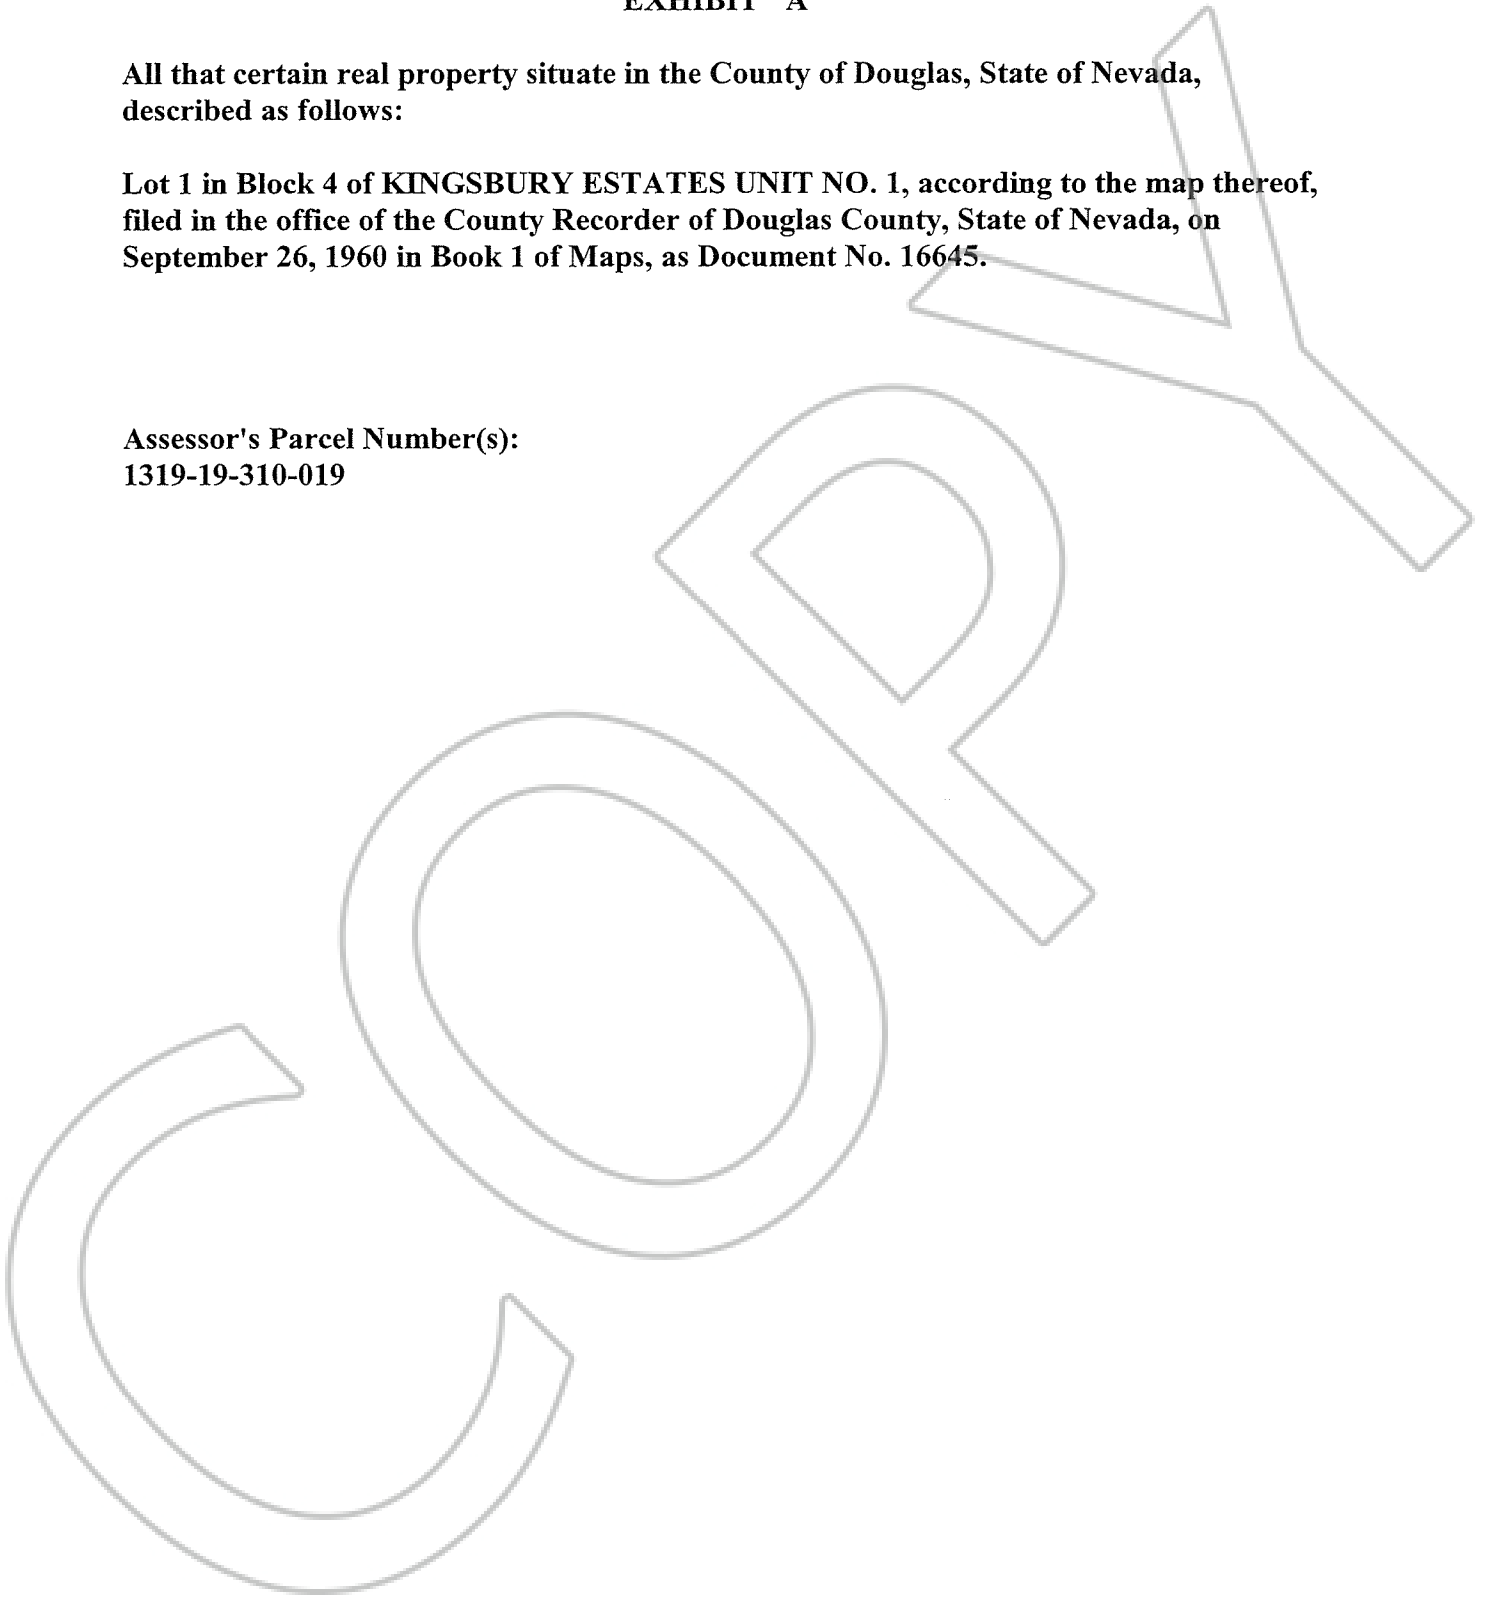 EXHIBIT "A"
All that certain real property situate in the County of Douglas, State of Nevada,
described as follows:
Lot 1 in Block 4 of KINGSBURY ESTATES UNIT NO. 1, according to the map thereof,
filed in the office of the County Recorder of Douglas County, State of Nevada, on
September 26, 1960 in Book 1 of Maps, as Document No. 16645.
Assessor's Parcel Number(s):
1319-19-310-019
COPY